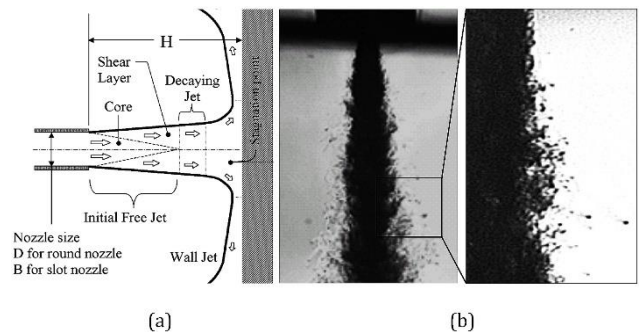 H
Shear
Layer
Decaying
Jet
Core
Stagnation point
Initial Free Jet
Nozzle size
D for round nozzle
B for slot nozzle
Wall Jet
(a)
(b)